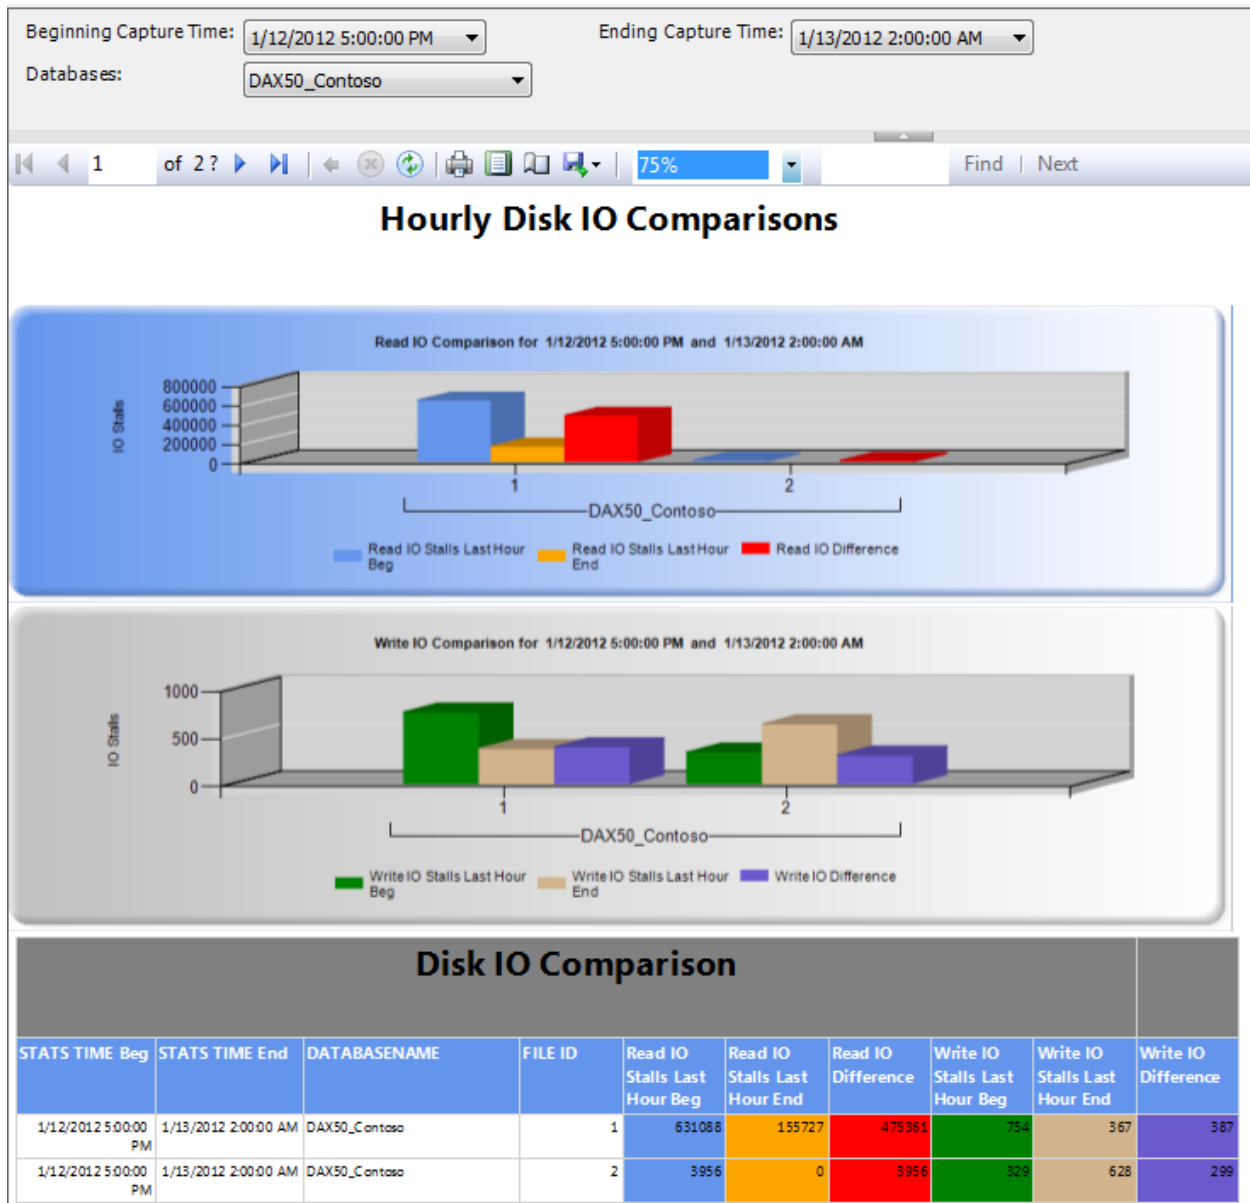 Beginning Capture Time: 1/12/2012 5:00:00 PM Ending Capture Time: 1/13/2012 2:00:00 AM
Databases: DAX50_Contoso
1 of 2 ? 75% Find | Next
Hourly Disk IO Comparisons
Read IO Comparison for 1/12/2012 5:00:00 PM and 1/13/2012 2:00:00 AM
IO Stalls
800000
600000
400000
200000
0
1 2
DAX50_Contoso
Read IO Stalls Last Hour Read IO Stalls Last Hour Read IO Difference
Beg End
Write IO Comparison for 1/12/2012 5:00:00 PM and 1/13/2012 2:00:00 AM
IO Stalls
1000
500
0
1 2
DAX50_Contoso
Write IO Stalls Last Hour Write IO Stalls Last Hour Write IO Difference
Beg End
Disk IO Comparison
STATS TIME Beg STATS TIME End DATABASENAME FILE ID Read IO Read IO Read IO Write IO Write IO Write IO
Stalls Last Stalls Last Difference Stalls Last Stalls Last Difference
Hour Beg Hour End Hour Beg Hour End
1/12/2012 5:00:00 1/13/2012 2:00:00 AM DAX50_Contoso 1 631088 155727 475361 754 367 387
PM
1/12/2012 5:00:00 1/13/2012 2:00:00 AM DAX50_Contoso 2 3956 0 3956 329 628 299
PM